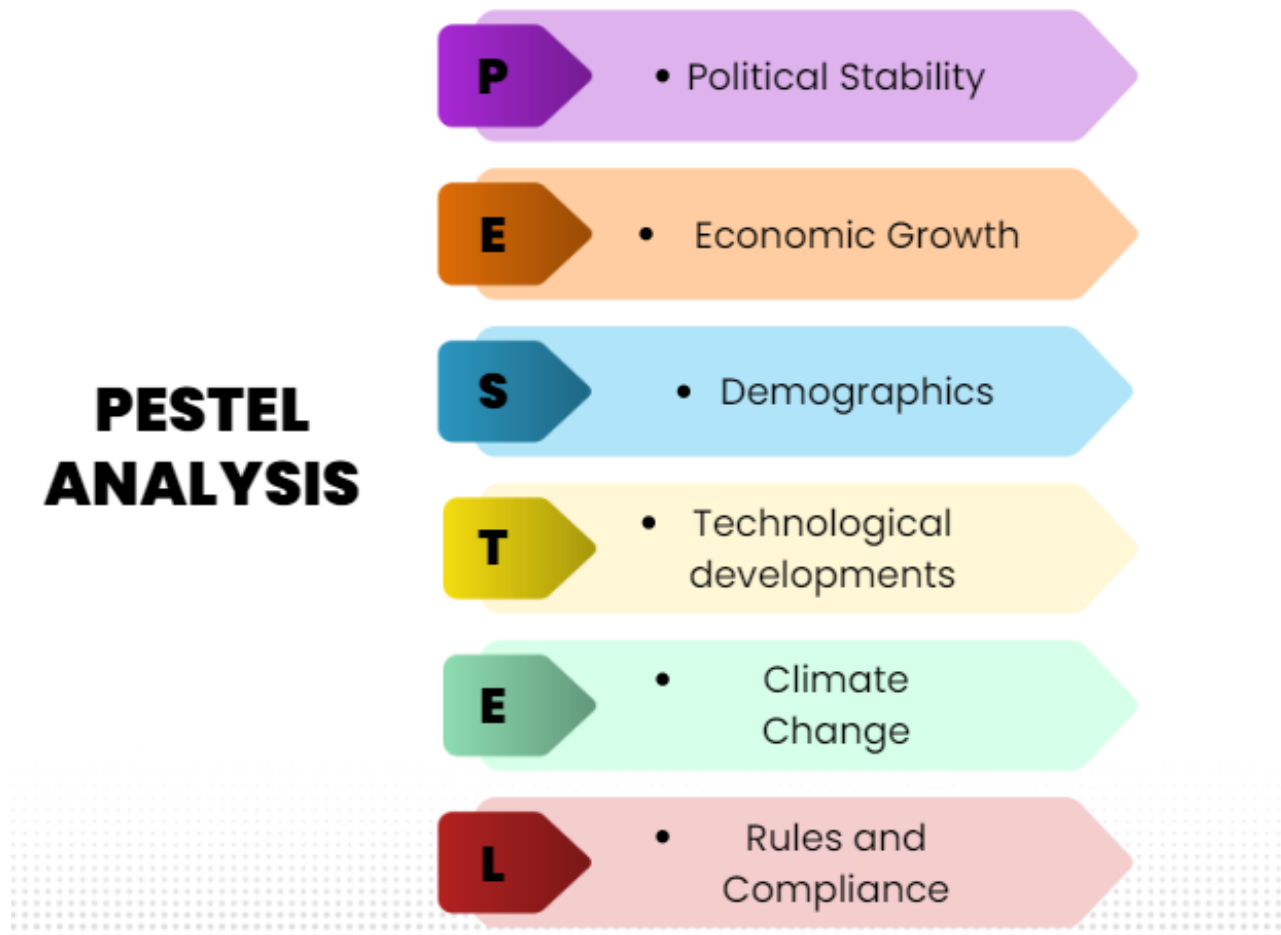 PESTEL
ANALYSIS
P
• Political Stability
E
• Economic Growth
S
• Demographics
T
• Technological
developments
E
• Climate
Change
L
• Rules and
Compliance